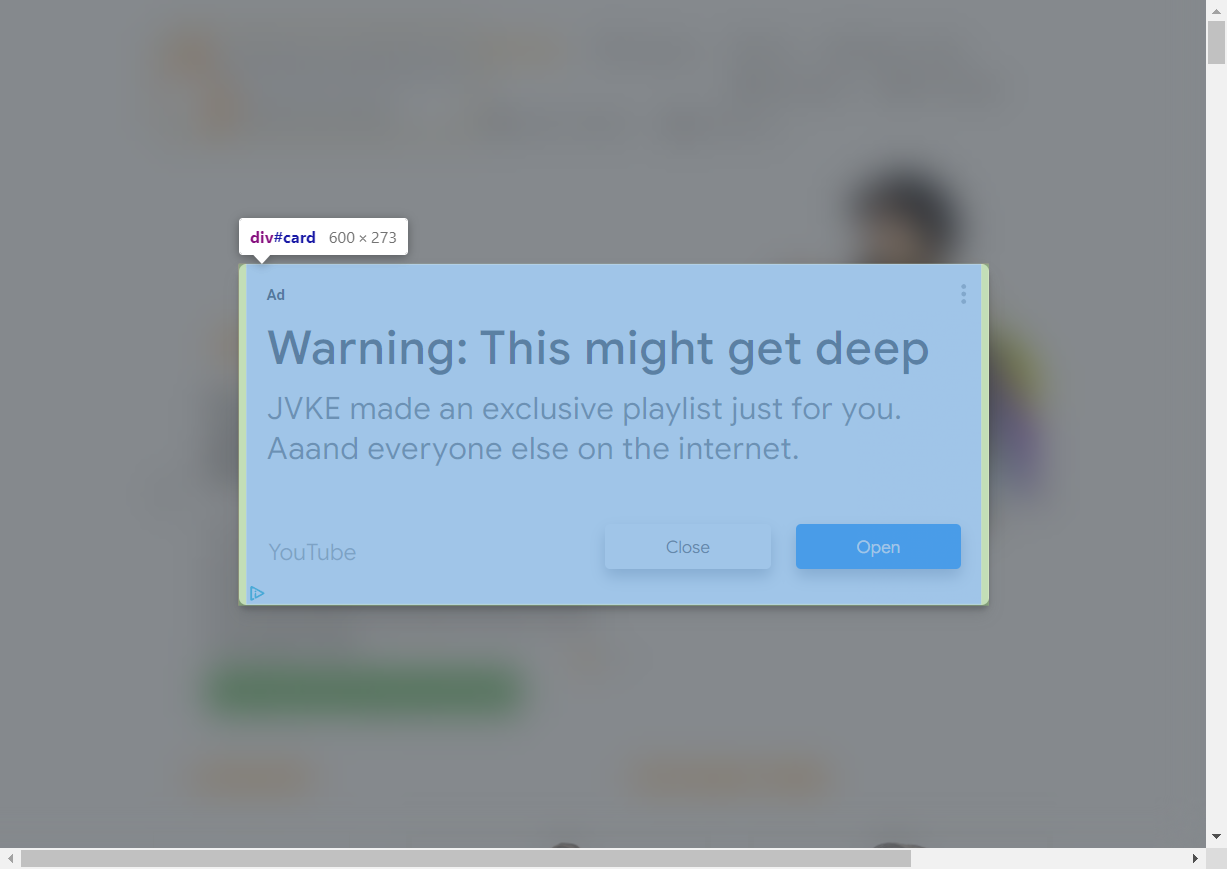 div#card 600 × 273
Ad
Warning: This might get deep
JVKE made an exclusive playlist just for you.
Aaand everyone else on the internet.
YouTube
Close
Open